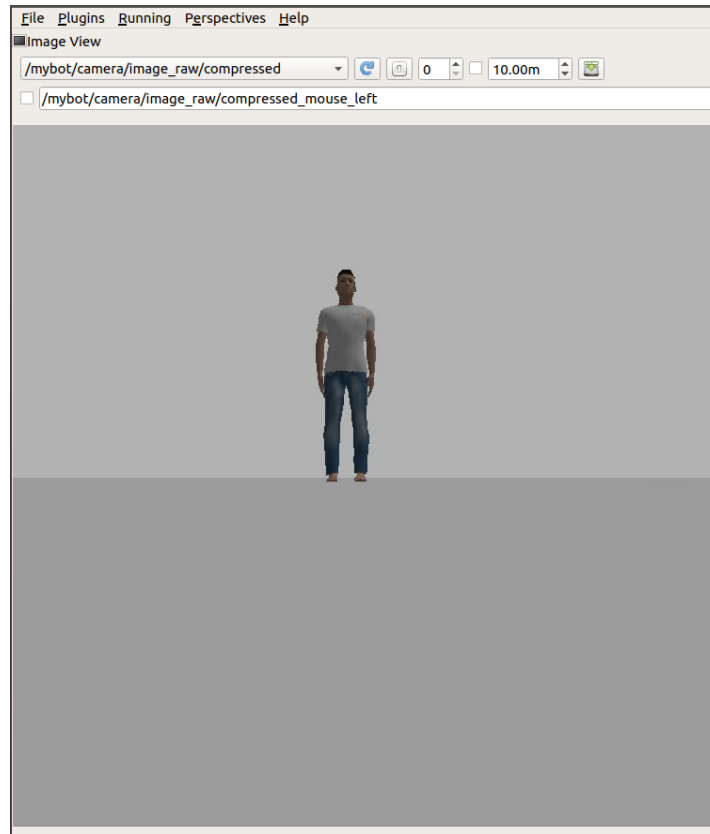 File Plugins Running Perspectives Help
Image View
/mybot/camera/image_raw/compressed 0 10.00m
/mybot/camera/image_raw/compressed_mouse_left